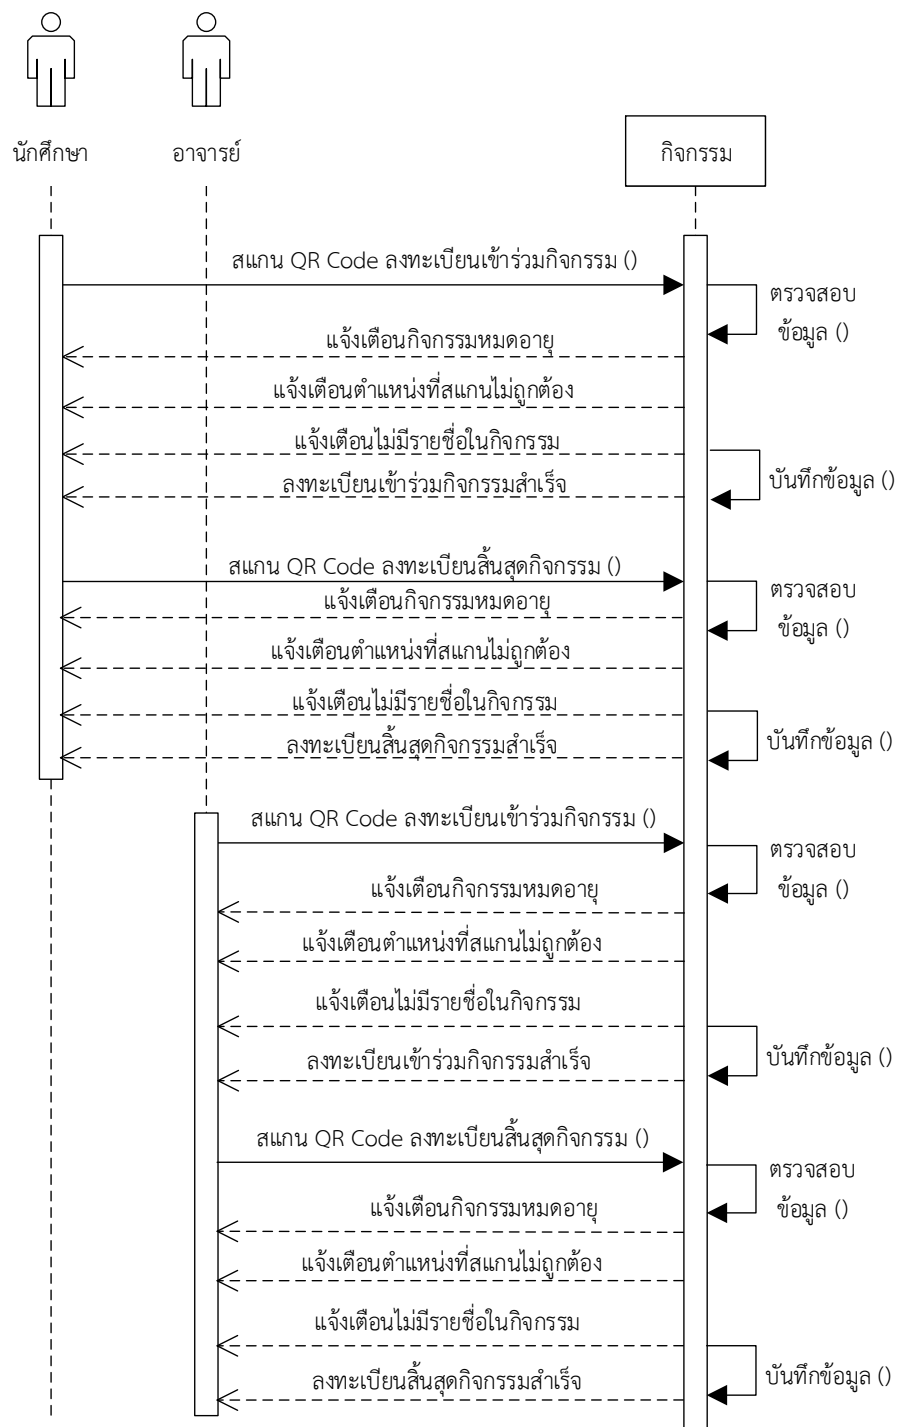 นักศึกษา
อาจารย์
กิจกรรม
สแกน QR Code ลงทะเบียนเข้าร่วมกิจกรรม ()
ตรวจสอบ
ข้อมูล ()
แจ้งเตือนกิจกรรมหมดอายุ
แจ้งเตือนตำแหน่งที่สแกนไม่ถูกต้อง
แจ้งเตือนไม่มีรายชื่อในกิจกรรม
บันทึกข้อมูล ()
ลงทะเบียนเข้าร่วมกิจกรรมสำเร็จ
สแกน QR Code ลงทะเบียนสิ้นสุดกิจกรรม ()
ตรวจสอบ
ข้อมูล ()
แจ้งเตือนกิจกรรมหมดอายุ
แจ้งเตือนตำแหน่งที่สแกนไม่ถูกต้อง
แจ้งเตือนไม่มีรายชื่อในกิจกรรม
บันทึกข้อมูล ()
ลงทะเบียนสิ้นสุดกิจกรรมสำเร็จ
สแกน QR Code ลงทะเบียนเข้าร่วมกิจกรรม ()
ตรวจสอบ
ข้อมูล ()
แจ้งเตือนกิจกรรมหมดอายุ
แจ้งเตือนตำแหน่งที่สแกนไม่ถูกต้อง
แจ้งเตือนไม่มีรายชื่อในกิจกรรม
บันทึกข้อมูล ()
ลงทะเบียนเข้าร่วมกิจกรรมสำเร็จ
สแกน QR Code ลงทะเบียนสิ้นสุดกิจกรรม ()
ตรวจสอบ
ข้อมูล ()
แจ้งเตือนกิจกรรมหมดอายุ
แจ้งเตือนตำแหน่งที่สแกนไม่ถูกต้อง
แจ้งเตือนไม่มีรายชื่อในกิจกรรม
บันทึกข้อมูล ()
ลงทะเบียนสิ้นสุดกิจกรรมสำเร็จ